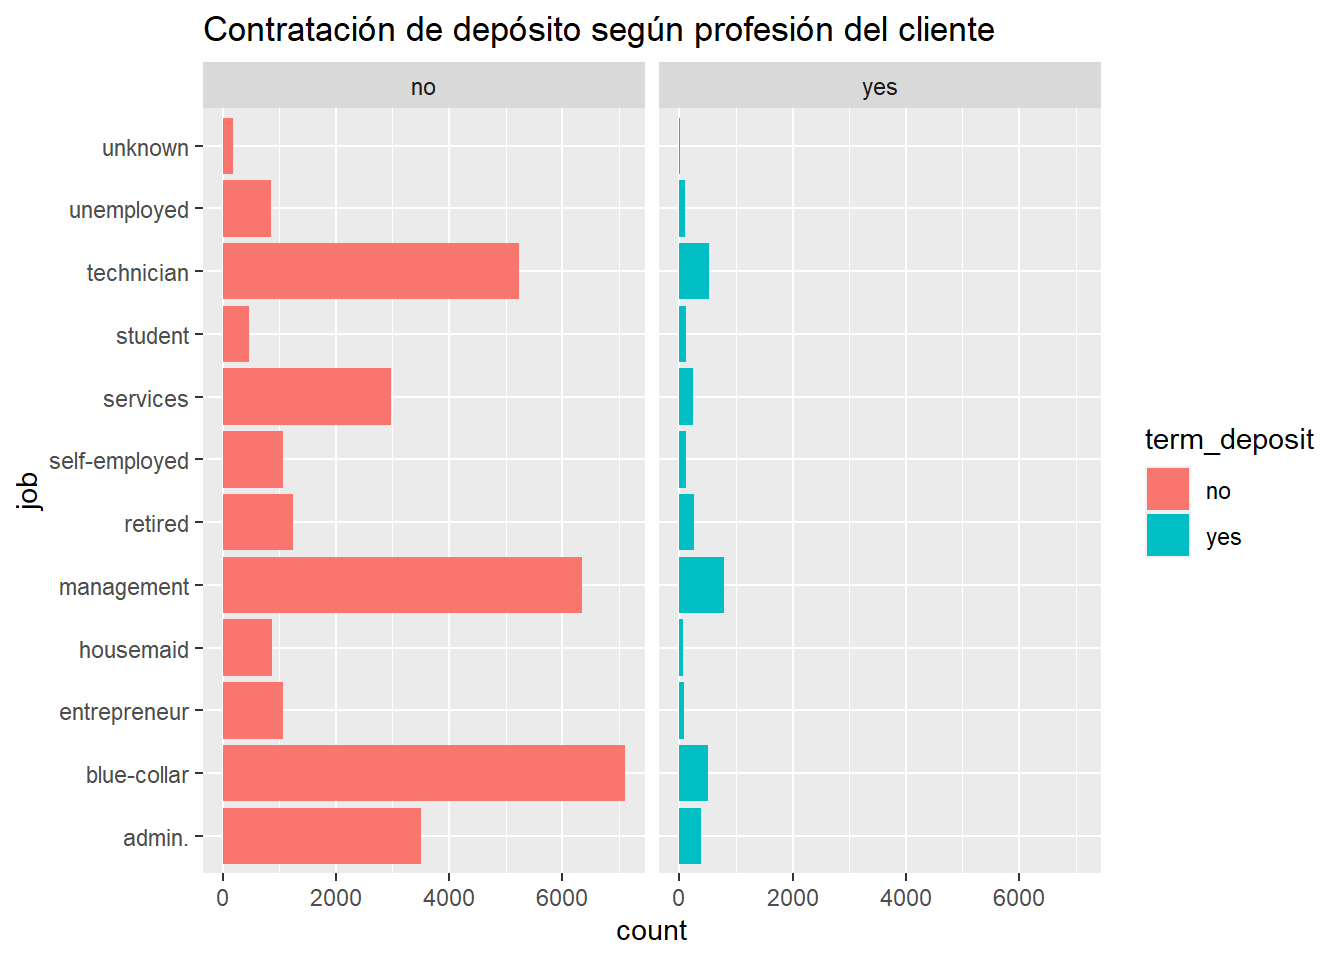 Contratación de depósito según profesión del cliente
no
yes
unknown
unemployed
technician
student
services
self-employed
retired
management
housemaid
entrepreneur
blue-collar
admin.
job
0 2000 4000 6000
0 2000 4000 6000
count
term_deposit
no
yes